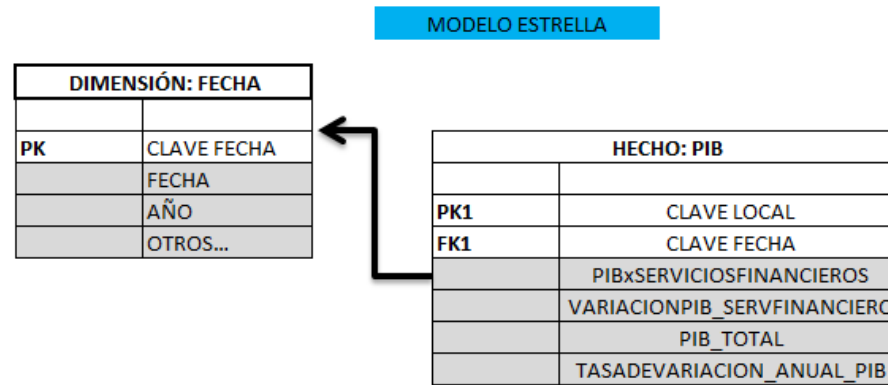 MODELO ESTRELLA
DIMENSIÓN: FECHA
PK CLAVE FECHA
FECHA
AÑO
OTROS...
HECHO: PIB
PK1 CLAVE LOCAL
FK1 CLAVE FECHA
PIBxSERVICIOSFINANCIEROS
VARIACIONPIB_SERVFINANCIERO
PIB_TOTAL
TASADEVARIACION_ANUAL_PIB